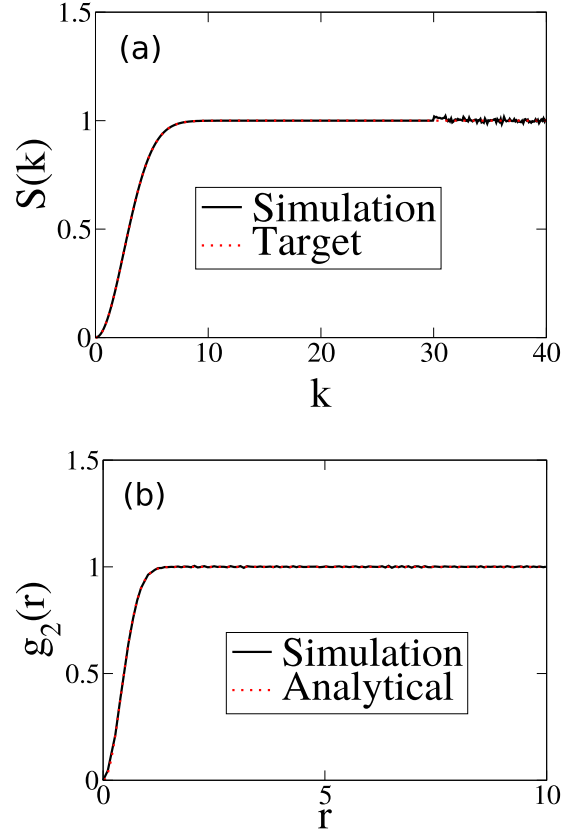 (a)
1.5
1
0.5
0
S(k)
Simulation
Target
0 10 20 30 40
k
(b)
1.5
1
0.5
0
g2(r)
Simulation
Analytical
0 5 10
r